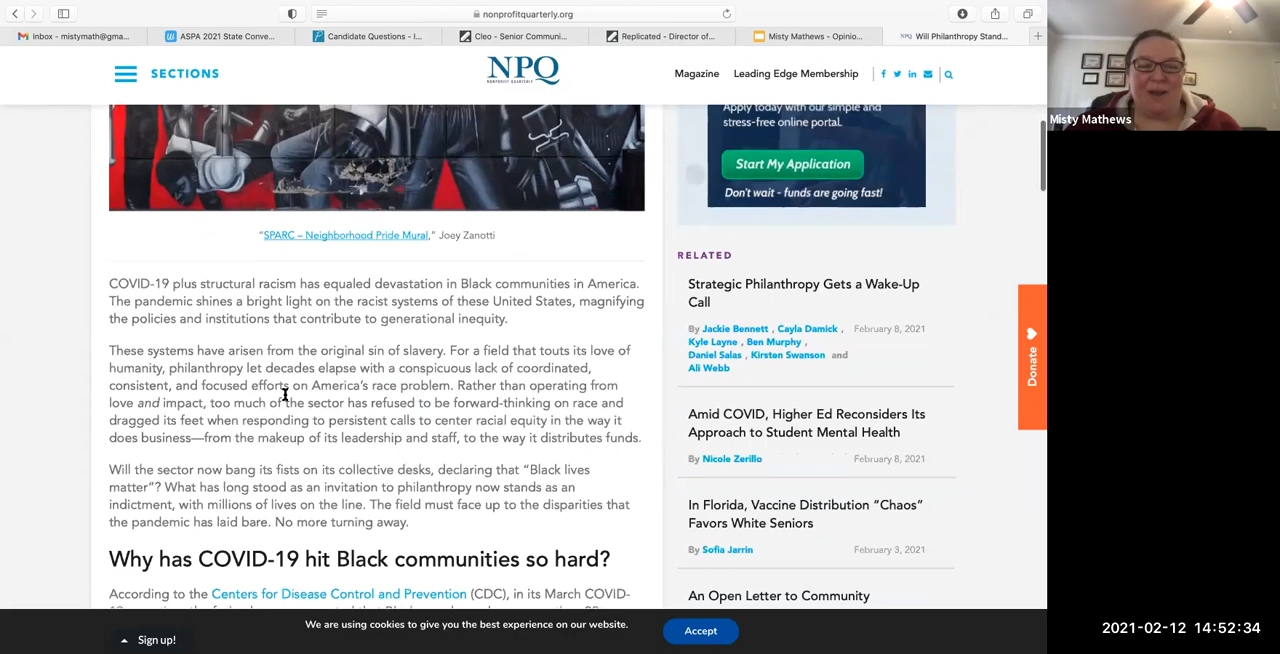 nonprofitquarterly.org
Inbox - mistymath@gma...
ASPA 2021 State Conve...
Candidate Questions - I...
Cleo - Senior Communi...
Replicated - Director of...
Misty Mathews - Opinio...
Will Philanthropy Stand...
SECTIONS
NPQ
NONPROFIT QUARTERLY
Magazine
Leading Edge Membership
Misty Mathews
Apply today with our simple and
stress-free online portal.
Start My Application
Don't wait - funds are going fast!
“SPARC – Neighborhood Pride Mural,” Joey Zanotti
COVID-19 plus structural racism has equaled devastation in Black communities in America.
The pandemic shines a bright light on the racist systems of these United States, magnifying
the policies and institutions that contribute to generational inequity.
These systems have arisen from the original sin of slavery. For a field that touts its love of
humanity, philanthropy let decades elapse with a conspicuous lack of coordinated,
consistent, and focused efforts on America’s race problem. Rather than operating from
love and impact, too much of the sector has refused to be forward-thinking on race and
dragged its feet when responding to persistent calls to center racial equity in the way it
does business—from the makeup of its leadership and staff, to the way it distributes funds.
Will the sector now bang its fists on its collective desks, declaring that “Black lives
matter”? What has long stood as an invitation to philanthropy now stands as an
indictment, with millions of lives on the line. The field must face up to the disparities that
the pandemic has laid bare. No more turning away.
Why has COVID-19 hit Black communities so hard?
According to the Centers for Disease Control and Prevention (CDC), in its March COVID-
RELATED
Strategic Philanthropy Gets a Wake-Up
Call
By Jackie Bennett , Cayla Damick , February 8, 2021
Kyle Layne , Ben Murphy ,
Daniel Salas , Kirsten Swanson and
Ali Webb
Amid COVID, Higher Ed Reconsiders Its
Approach to Student Mental Health
By Nicole Zerillo February 8, 2021
In Florida, Vaccine Distribution “Chaos”
Favors White Seniors
By Sofia Jarrin February 3, 2021
An Open Letter to Community
Donate
We are using cookies to give you the best experience on our website.
Accept
Sign up!
2021-02-12 14:52:34